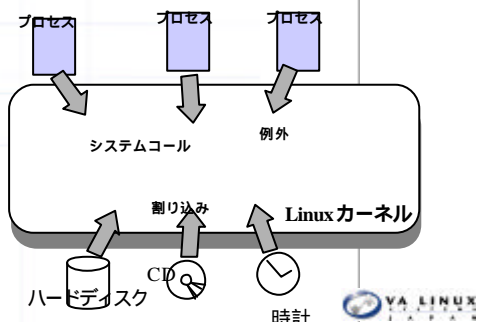 プロセス プロセス プロセス
システムコール
例外
割り込み
Linuxカーネル
CD
ハードディスク
時計
VA LINUX
SYSTEMS
JAPAN